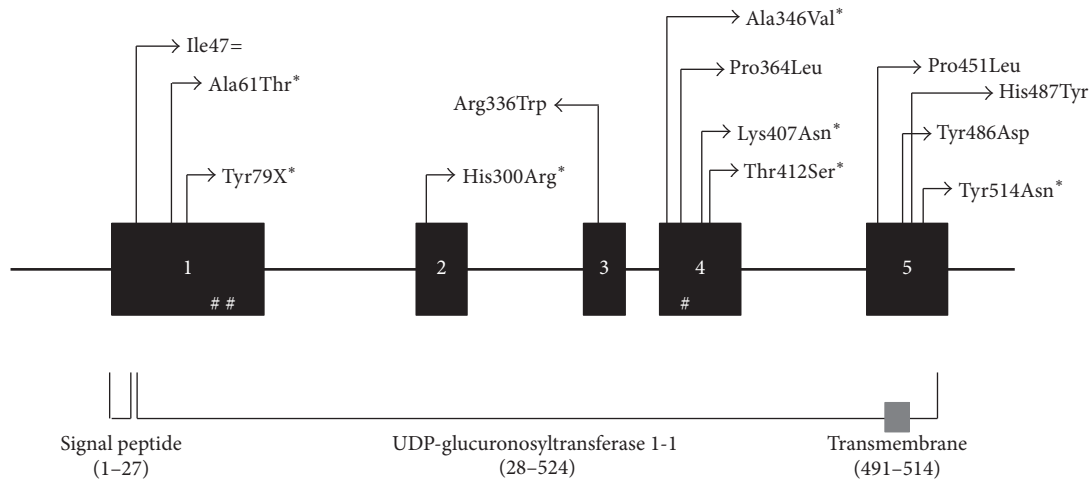 Ile47=
Ala61Thr*
Tyr79X*
His300Arg*
Arg336Trp
Ala346Val*
Pro364Leu
Lys407Asn*
Thr412Ser*
Pro451Leu
His487Tyr
Tyr486Asp
Tyr514Asn*
1
2
3
4
5
# #
#
Signal peptide
(1–27)
UDP-glucuronosyltransferase 1-1
(28–524)
Transmembrane
(491–514)